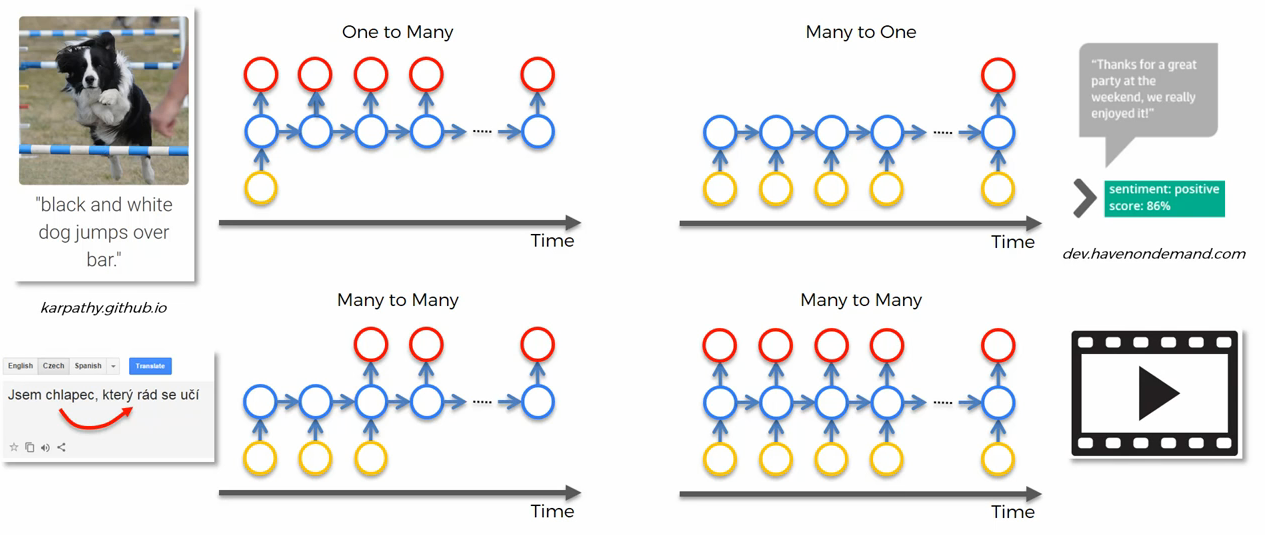 One to Many
"black and white
dog jumps over
bar."
karpathy.github.io
.....
Time
Many to One
.....
Time
"Thanks for a great
party at the
weekend, we really
enjoyed it!"
sentiment: positive
score: 86%
dev.havenondemand.com
Many to Many
English Czech Spanish Translate
Jsem chlapec, který rád se učí
.....
Time
Many to Many
.....
Time